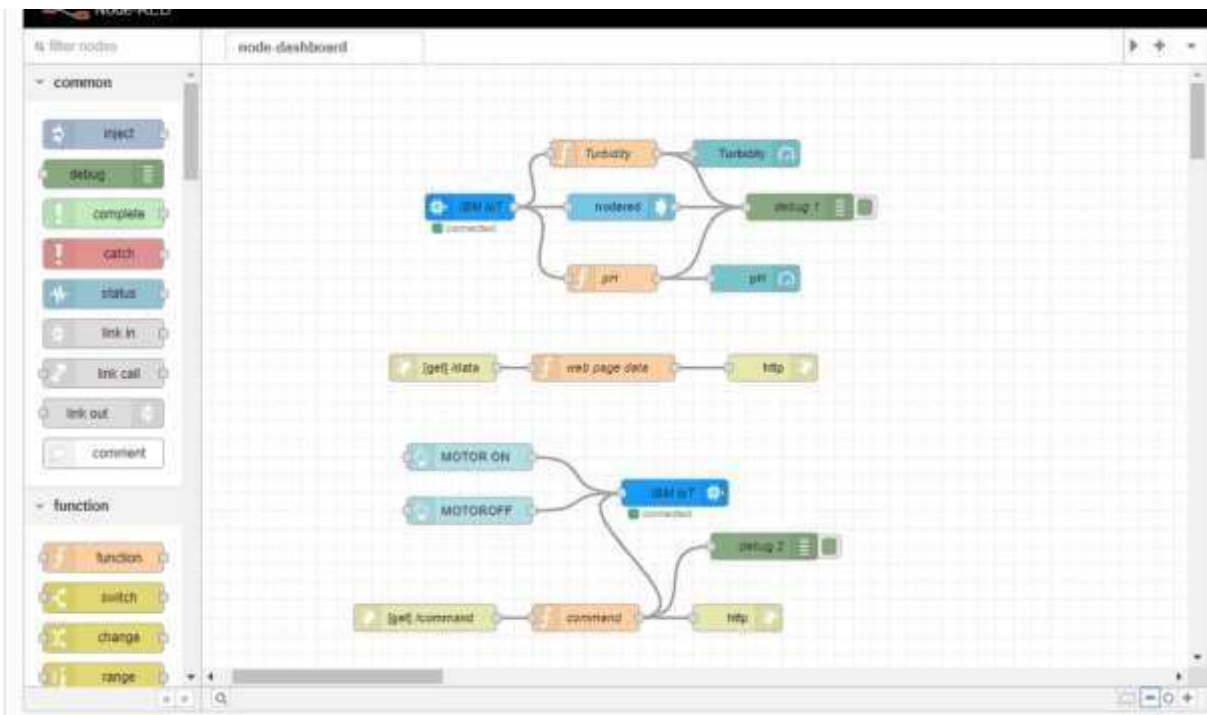 Node-RED
filter nodes
node-dashboard
common
inject
debug
complete
catch
status
link in
link call
link out
comment
function
function
switch
change
range
Turbidity
Turbidity
IBM IoT
connected
nodered
debug 1
pH
pH
[get] /data
web page data
http
MOTOR ON
MOTOROFF
IBM IoT
connected
debug 2
[get] /command
command
http